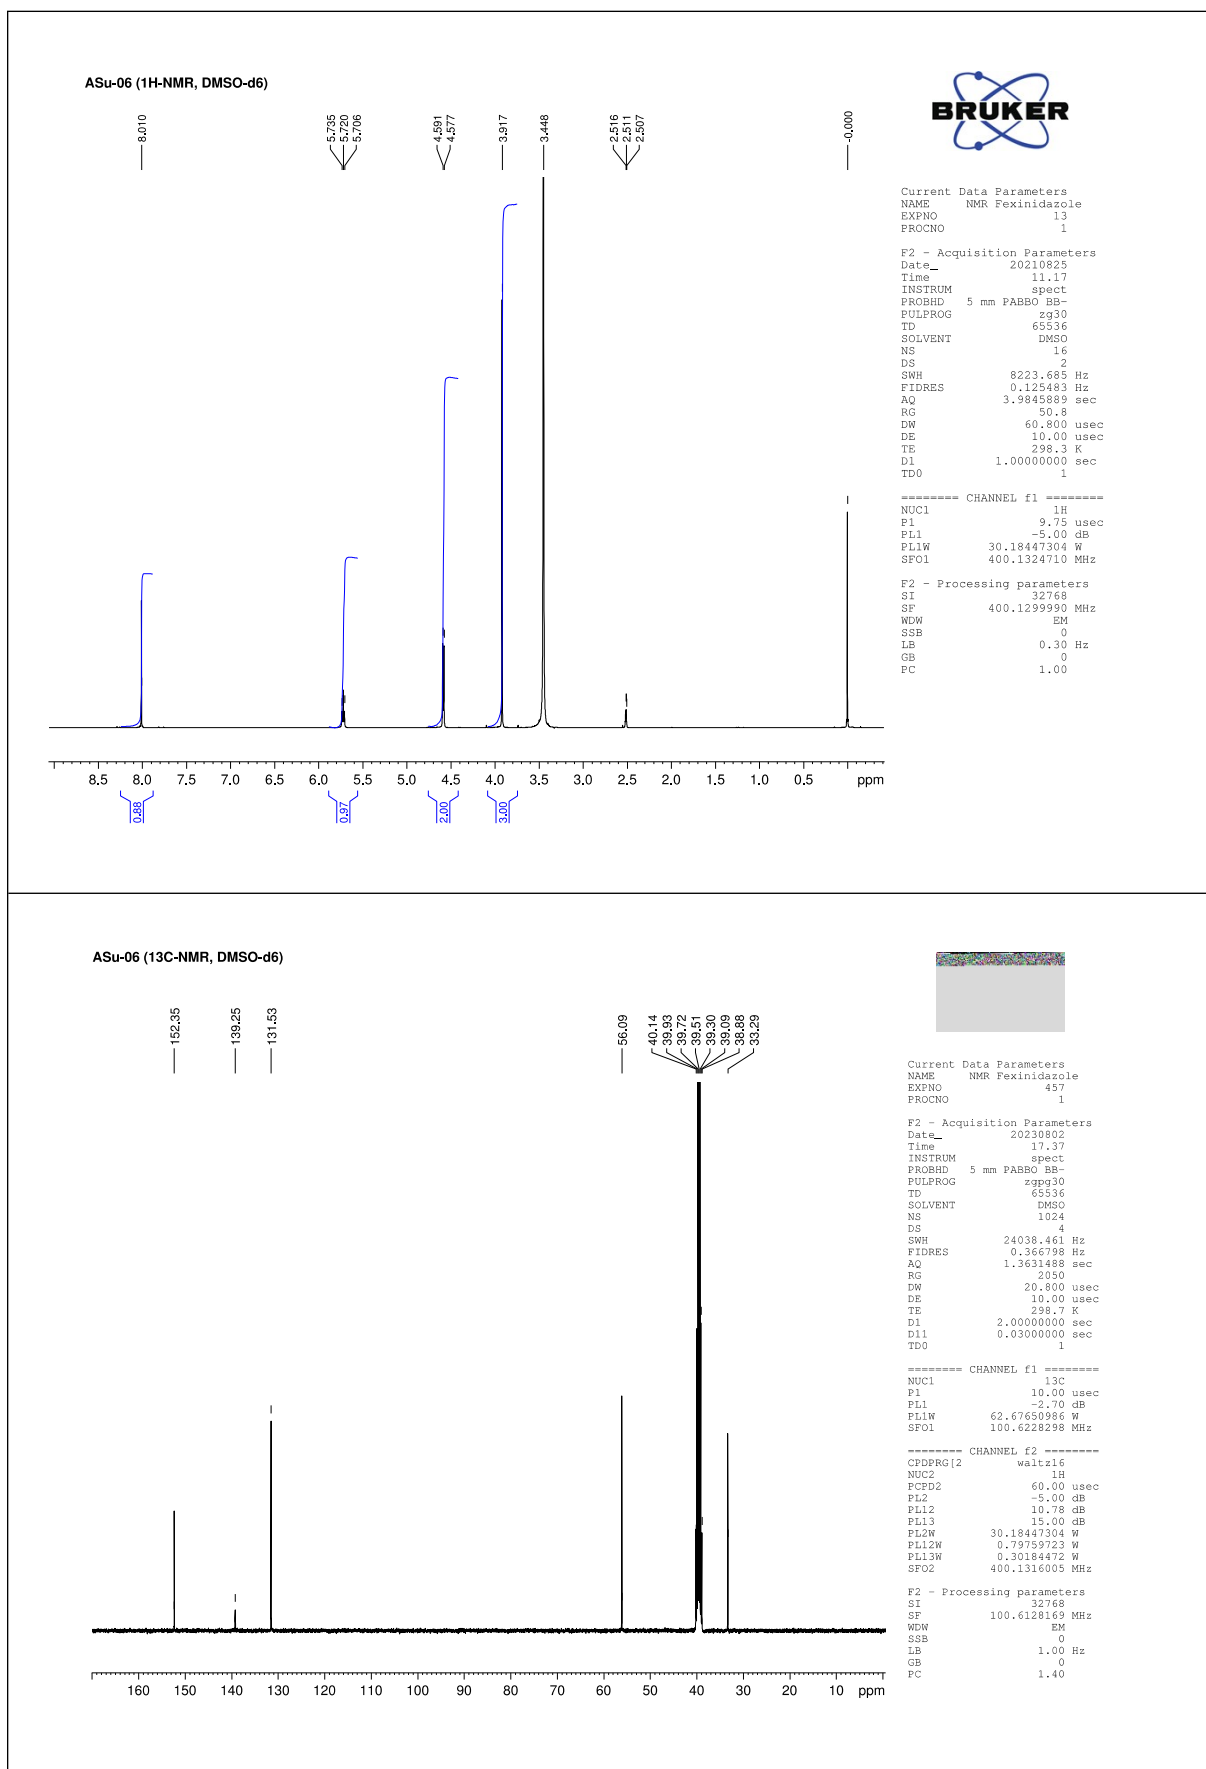 ASu-06 (1H-NMR, DMSO-d6)
8.010
5.735
5.720
5.706
4.591
4.577
3.917
3.448
2.516
2.511
2.507
-0.000
BRUKER
Current Data Parameters
NAME NMR Fexinidazole
EXPNO 13
PROCNO 1
F2 - Acquisition Parameters
Date_ 20210825
Time 11.17
INSTRUM spect
PROBHD 5 mm PABBO BB-
PULPROG zg30
TD 65536
SOLVENT DMSO
NS 16
DS 2
SWH 8223.685 Hz
FIDRES 0.125483 Hz
AQ 3.9845889 sec
RG 50.8
DW 60.800 usec
DE 10.00 usec
TE 298.3 K
D1 1.00000000 sec
TD0 1
======== CHANNEL f1 ========
NUC1 1H
P1 9.75 usec
PL1 -5.00 dB
PL1W 30.18447304 W
SFO1 400.1324710 MHz
F2 - Processing parameters
SI 32768
SF 400.1299990 MHz
WDW EM
SSB 0
LB 0.30 Hz
GB 0
PC 1.00
8.5 8.0 7.5 7.0 6.5 6.0 5.5 5.0 4.5 4.0 3.5 3.0 2.5 2.0 1.5 1.0 0.5 ppm
0.88
0.97
2.00
3.00
ASu-06 (13C-NMR, DMSO-d6)
152.35
139.25
131.53
56.09
40.14
39.93
39.72
39.51
39.30
39.09
38.88
33.29
Current Data Parameters
NAME NMR Fexinidazole
EXPNO 457
PROCNO 1
F2 - Acquisition Parameters
Date_ 20230802
Time 17.37
INSTRUM spect
PROBHD 5 mm PABBO BB-
PULPROG zgpg30
TD 65536
SOLVENT DMSO
NS 1024
DS 4
SWH 24038.461 Hz
FIDRES 0.366798 Hz
AQ 1.3631488 sec
RG 2050
DW 20.800 usec
DE 10.00 usec
TE 298.7 K
D1 2.00000000 sec
D11 0.03000000 sec
TD0 1
======== CHANNEL f1 ========
NUC1 13C
P1 10.00 usec
PL1 -2.70 dB
PL1W 62.67650986 W
SFO1 100.6228298 MHz
======== CHANNEL f2 ========
CPDPRG[2 waltz16
NUC2 1H
PCPD2 60.00 usec
PL2 -5.00 dB
PL12 10.78 dB
PL13 15.00 dB
PL2W 30.18447304 W
PL12W 0.79759723 W
PL13W 0.30184472 W
SFO2 400.1316005 MHz
F2 - Processing parameters
SI 32768
SF 100.6128169 MHz
WDW EM
SSB 0
LB 1.00 Hz
GB 0
PC 1.40
160 150 140 130 120 110 100 90 80 70 60 50 40 30 20 10 ppm